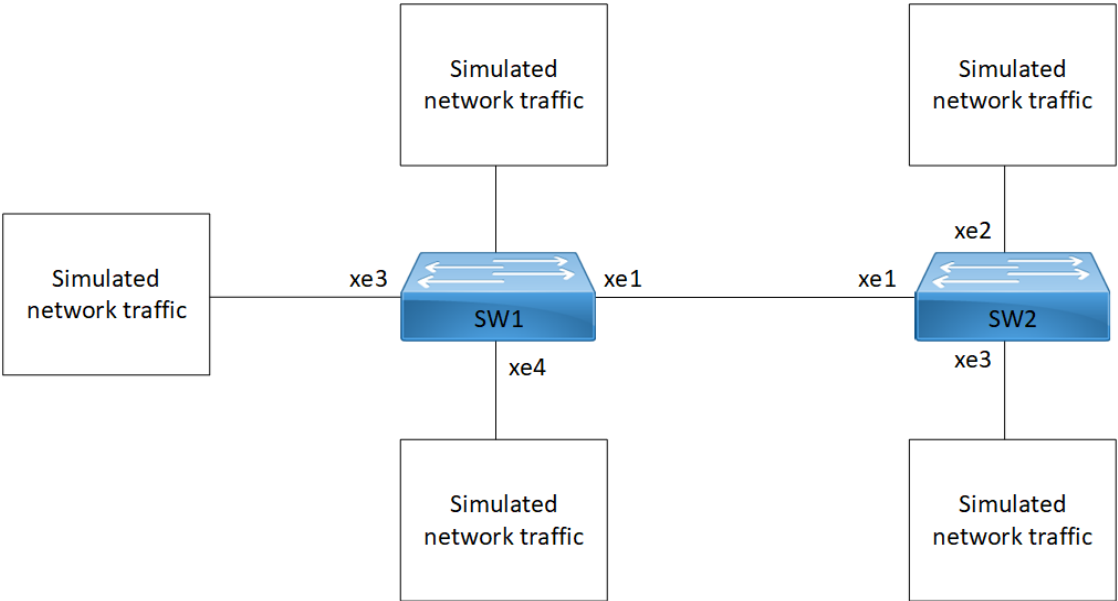 Simulated
network traffic
Simulated
network traffic
xe2
Simulated
network traffic
xe3
xe1
xe1
SW1
SW2
xe4
xe3
Simulated
network traffic
Simulated
network traffic